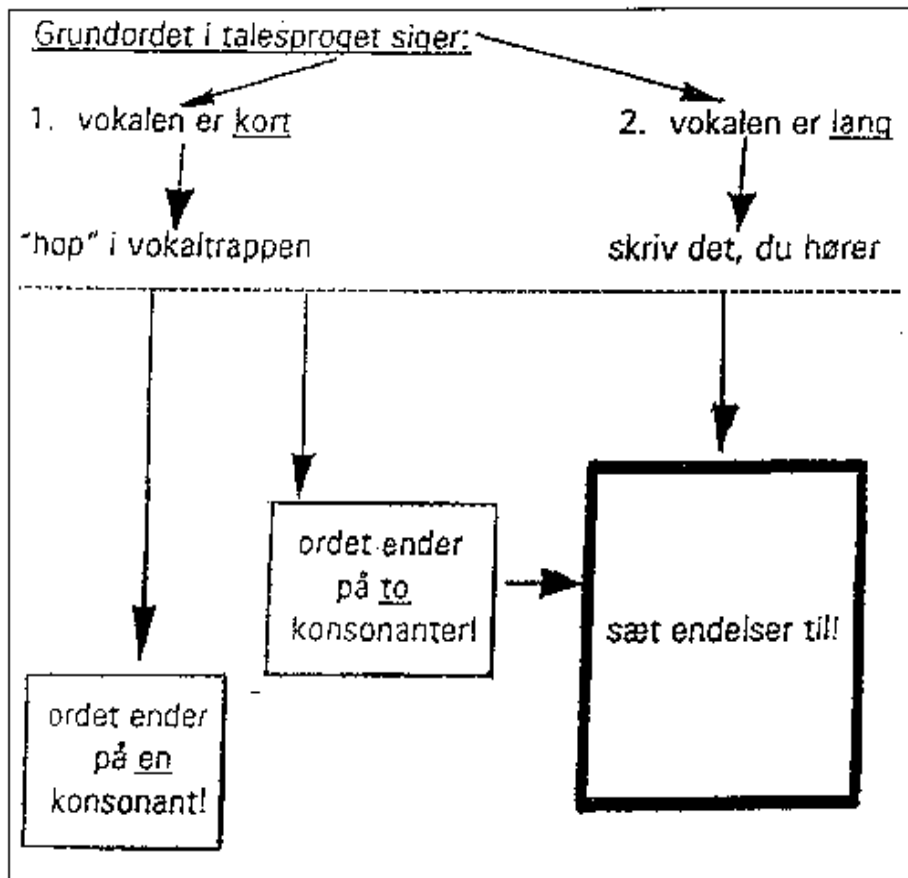 Grundordet i talesproget siger:
1. vokalen er kort
2. vokalen er lang
"hop" i vokaltrappen
skriv det, du hører
ordet ender
på to
konsonanter!
sæt endelser till
ordet ender
på en
konsonant!